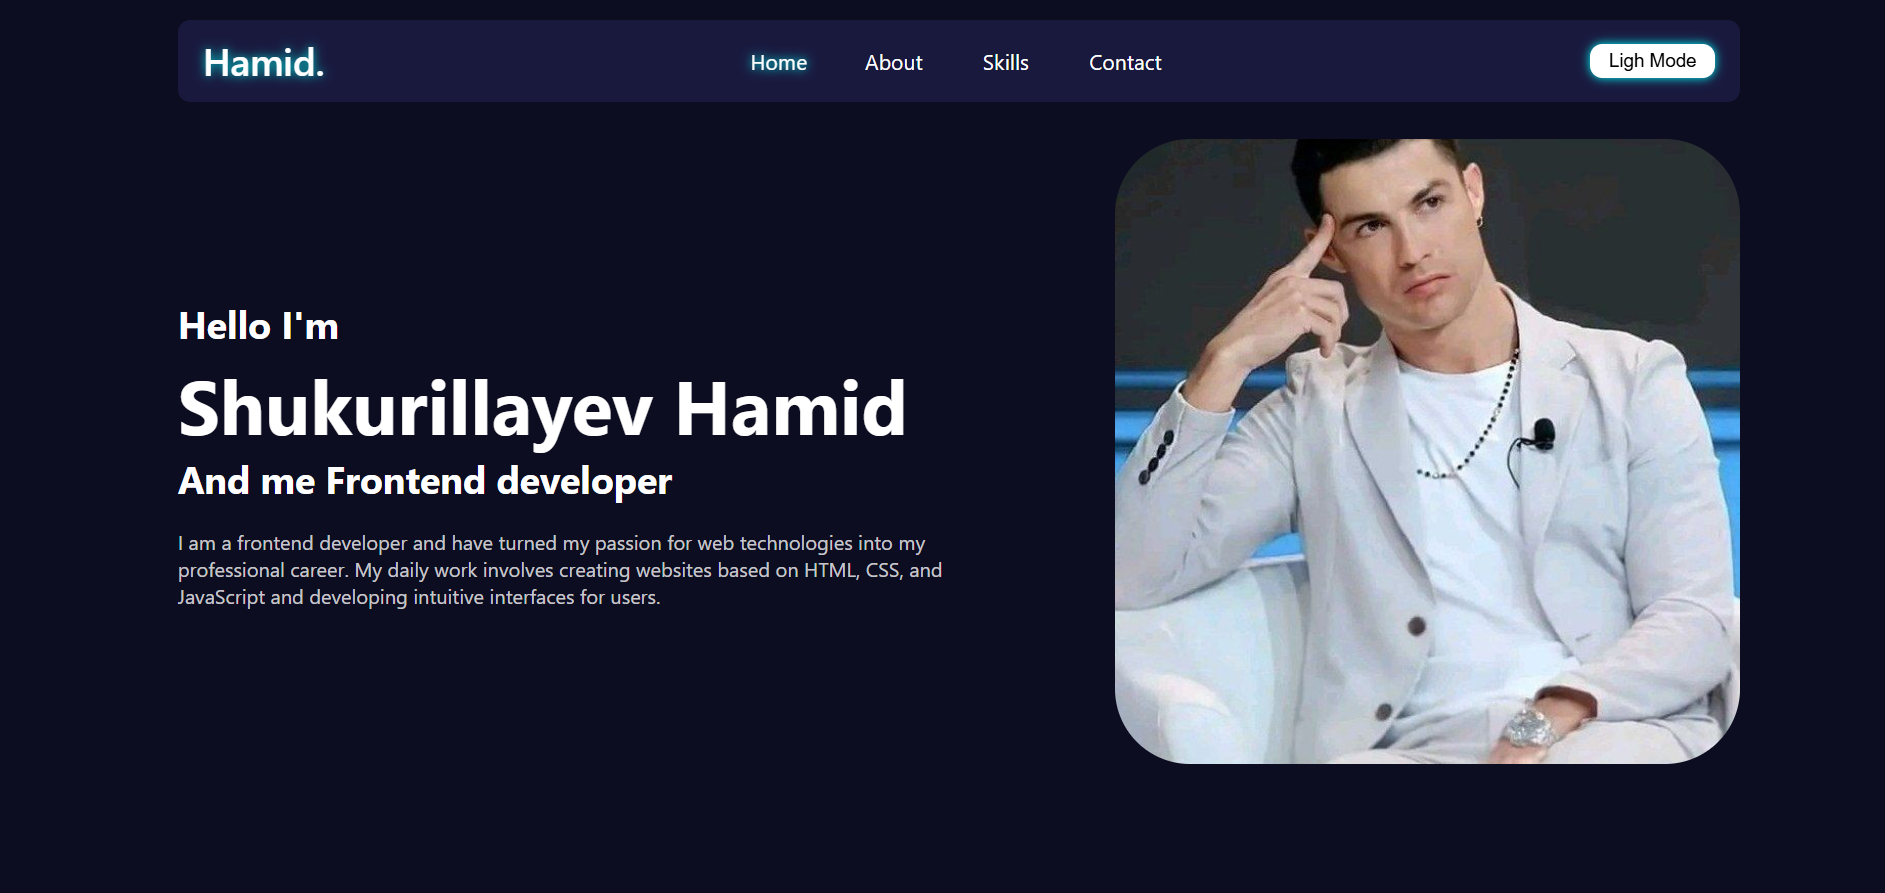 Hamid.
Home About Skills Contact
Ligh Mode
Hello I'm
Shukurillayev Hamid
And me Frontend developer
I am a frontend developer and have turned my passion for web technologies into my
professional career. My daily work involves creating websites based on HTML, CSS, and
JavaScript and developing intuitive interfaces for users.